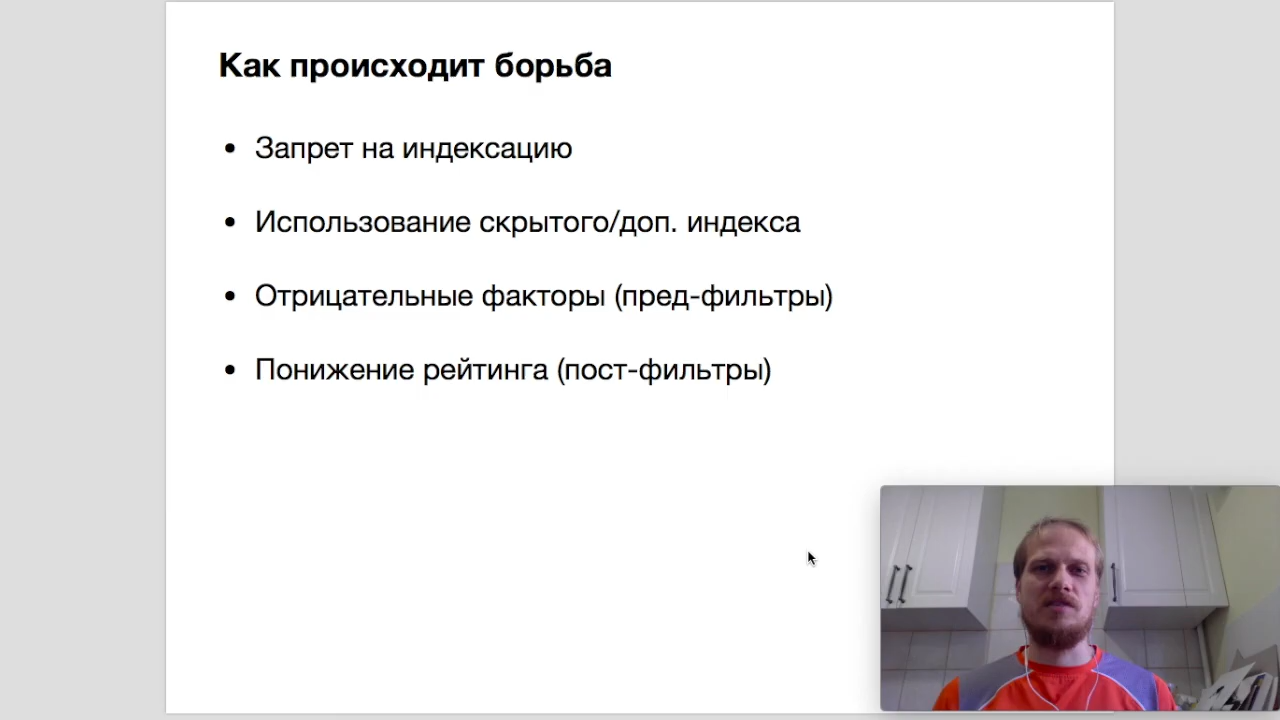 Как происходит борьба
• Запрет на индексацию
• Использование скрытого/доп. индекса
• Отрицательные факторы (пред-фильтры)
• Понижение рейтинга (пост-фильтры)